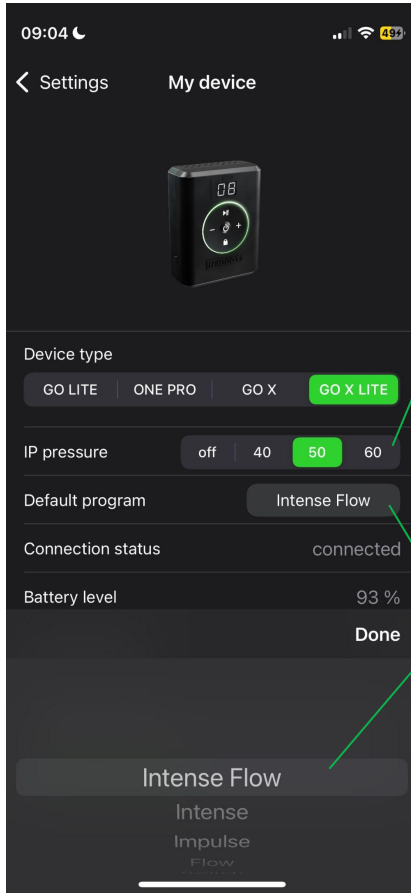 09:04
49
Settings
My device
08
Device type
GO LITE
ONE PRO
GO X
GO X LITE
IP pressure
off
40
50
60
Default program
Intense Flow
Connection status
connected
Battery level
93 %
Done
Intense Flow
Intense
Impulse
Flow